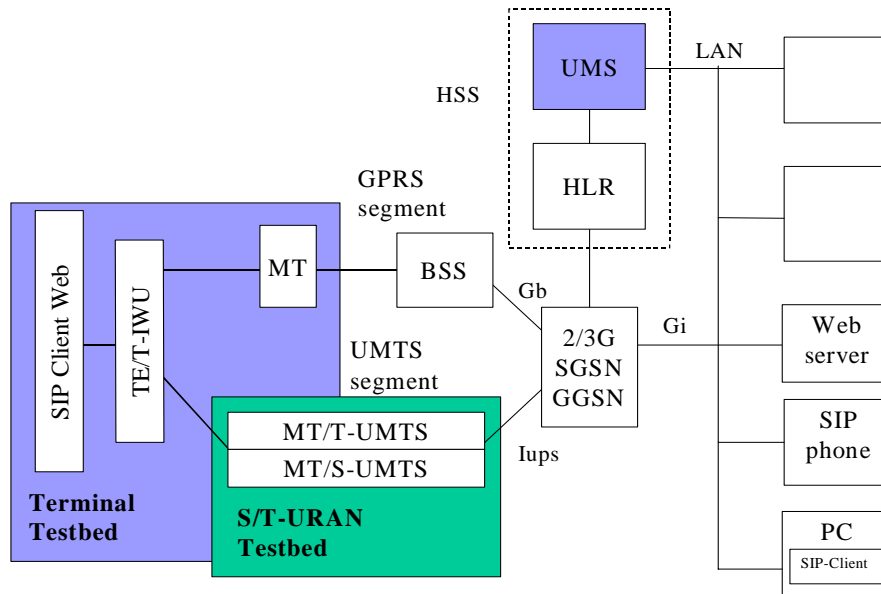 UMS
LAN
HSS
HLR
GPRS
segment
SIP Client Web
TE/T-IWU
MT
BSS
Gb
2/3G
SGSN
GGSN
Gi
Web
server
UMTS
segment
MT/T-UMTS
MT/S-UMTS
Iups
SIP
phone
Terminal
Testbed
S/T-URAN
Testbed
PC
SIP-Client